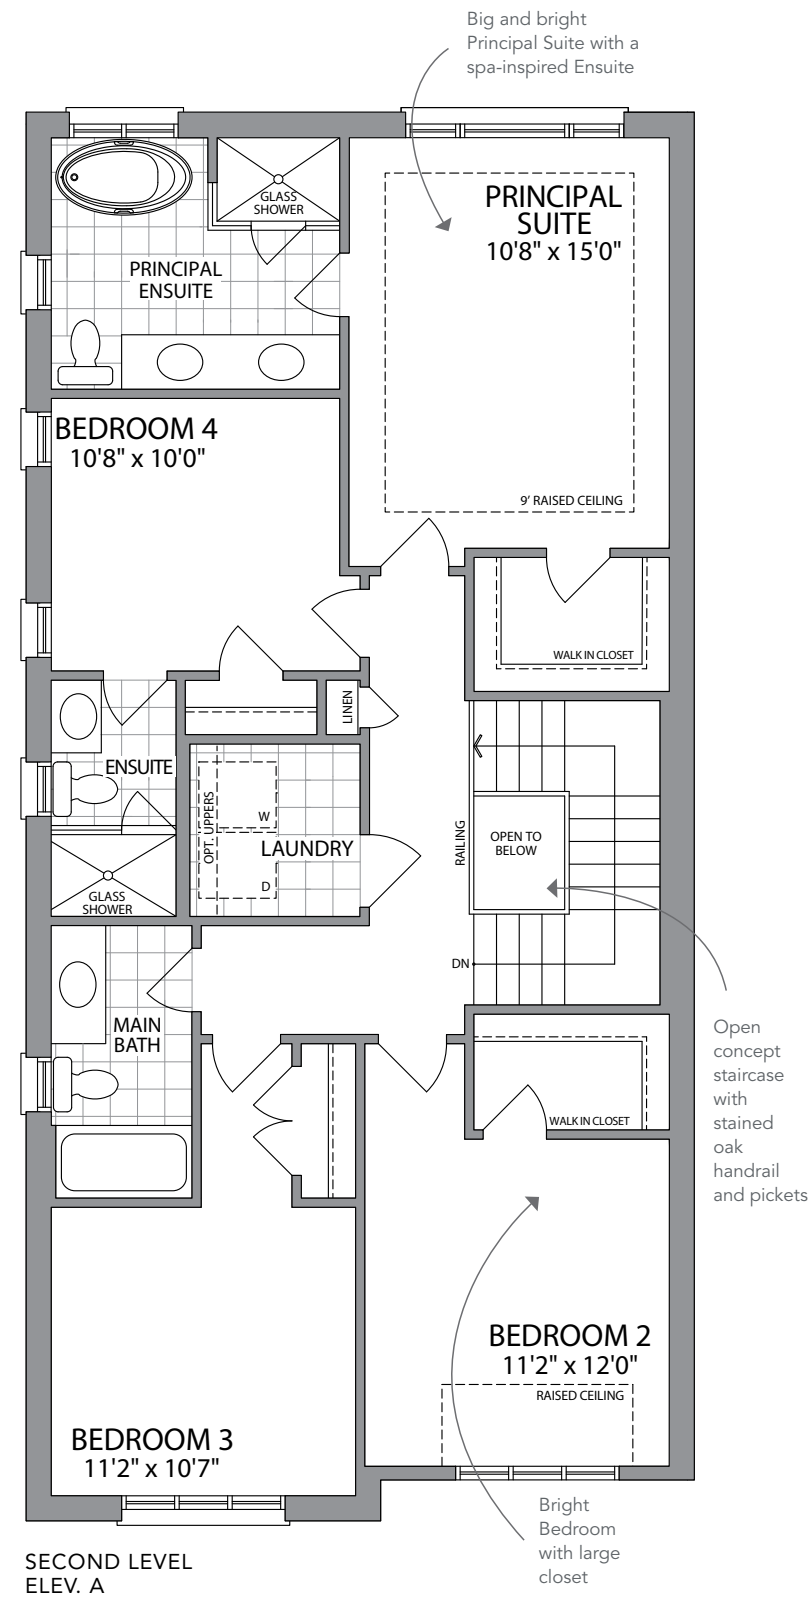 Big and bright
Principal Suite with a
spa-inspired Ensuite
GLASS
SHOWER
PRINCIPAL
SUITE
10'8" x 15'0"
PRINCIPAL
ENSUITE
BEDROOM 4
10'8" x 10'0"
9' RAISED CEILING
WALK IN CLOSET
LINEN
ENSUITE
OPT. UPPERS
W
LAUNDRY
D
RAILING
OPEN TO
BELOW
GLASS
SHOWER
DN
MAIN
BATH
Open
concept
staircase
with
stained
oak
handrail
and pickets
WALK IN CLOSET
BEDROOM 2
11'2" x 12'0"
RAISED CEILING
BEDROOM 3
11'2" x 10'7"
Bright
Bedroom
with large
closet
SECOND LEVEL
ELEV. A